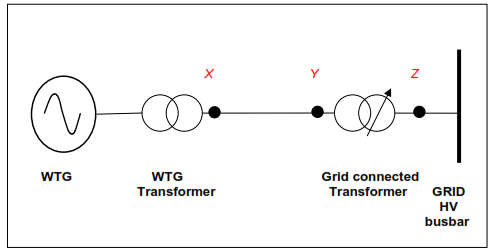 X
Y
Z
WTG
WTG
Transformer
Grid connected
Transformer
GRID
HV
busbar